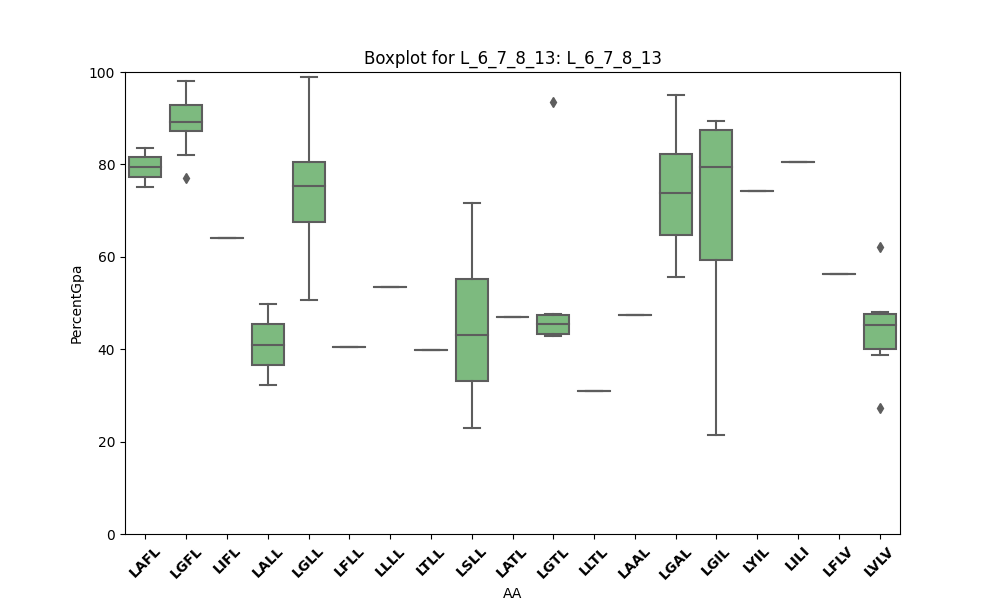 Boxplot for L_6_7_8_13: L_6_7_8_13
PercentGpa
100
80
60
40
20
0
LAFL LGFL LIFL LALL LGLL LFLL LLLL LTLL LSLL LATL LGTL LLTL LAAL LGAL LGIL LYIL LILI LFLV LVLV
AA